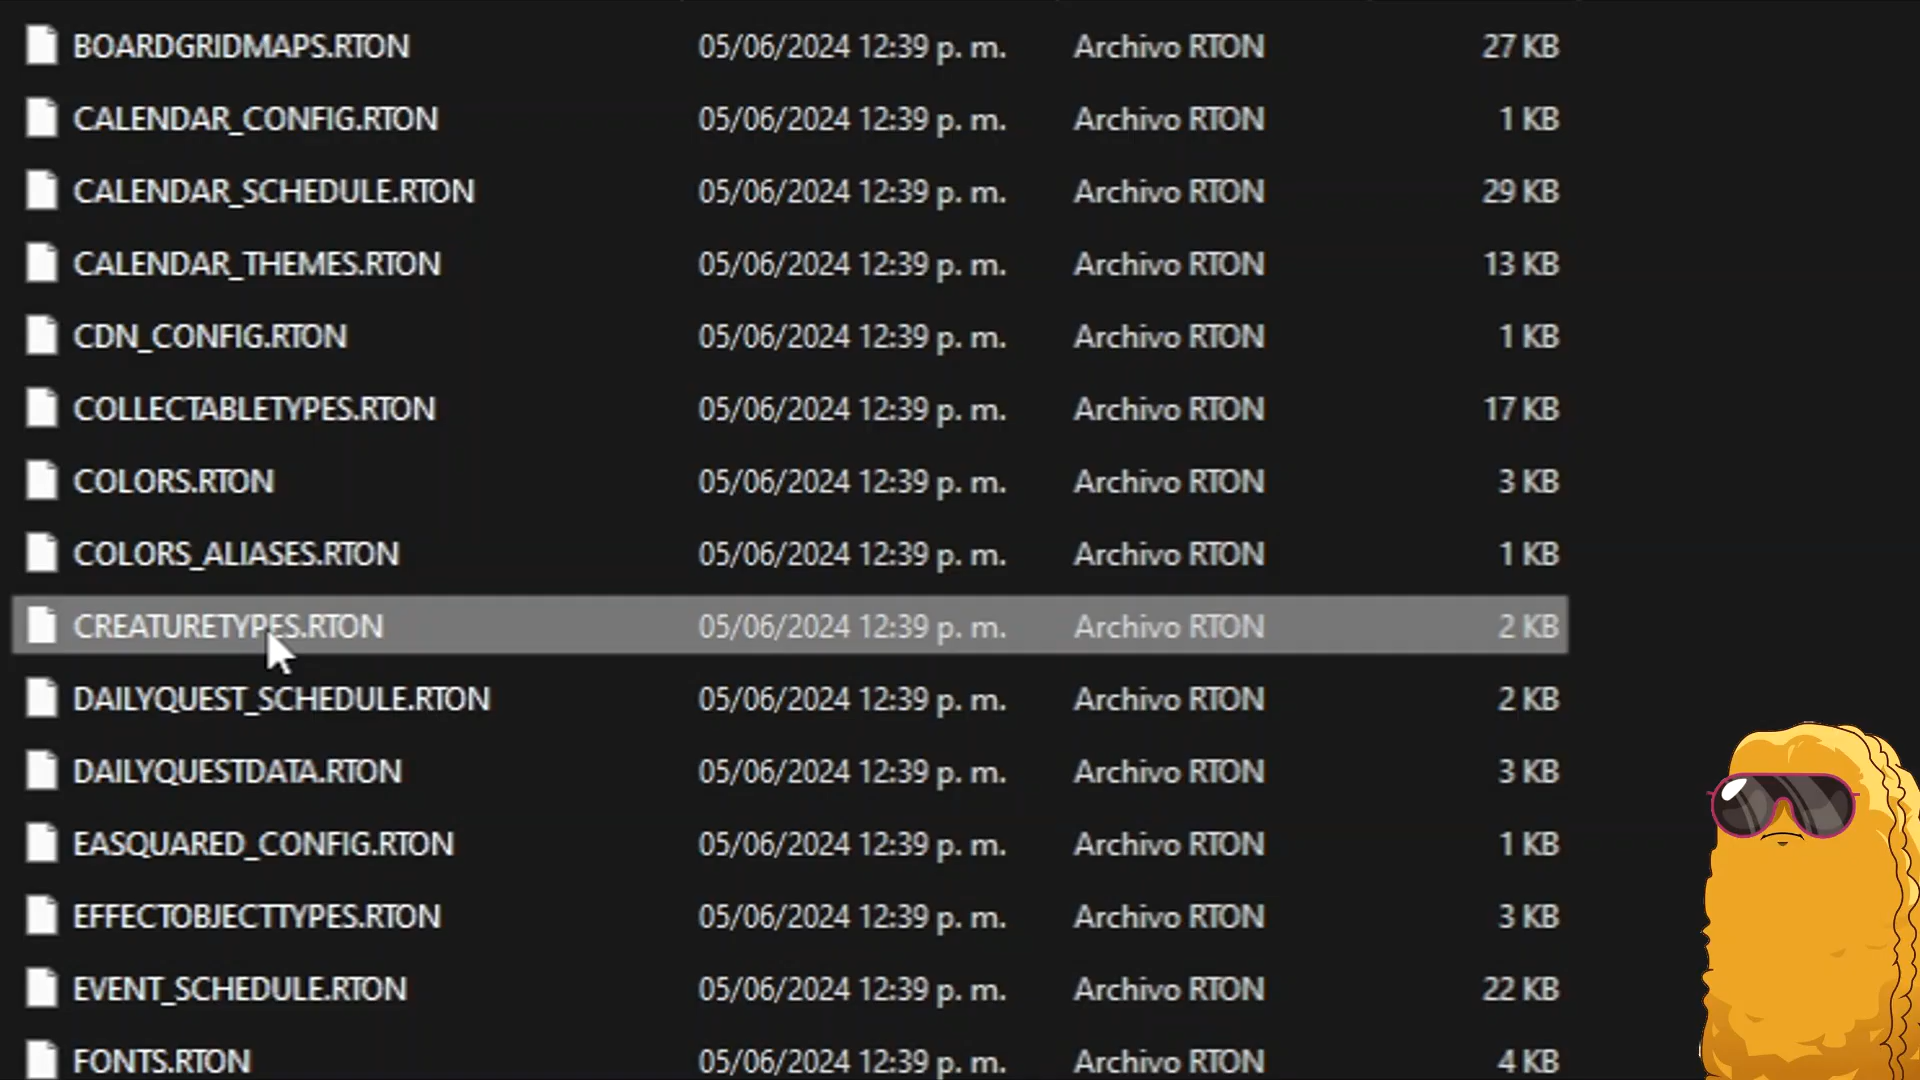 BOARDGRIDMAPS.RTON 05/06/2024 12:39 p. m. Archivo RTON 27 KB
CALENDAR_CONFIG.RTON 05/06/2024 12:39 p. m. Archivo RTON 1 KB
CALENDAR_SCHEDULE.RTON 05/06/2024 12:39 p. m. Archivo RTON 29 KB
CALENDAR_THEMES.RTON 05/06/2024 12:39 p. m. Archivo RTON 13 KB
CDN_CONFIG.RTON 05/06/2024 12:39 p. m. Archivo RTON 1 KB
COLLECTABLETYPES.RTON 05/06/2024 12:39 p. m. Archivo RTON 17 KB
COLORS.RTON 05/06/2024 12:39 p. m. Archivo RTON 3 KB
COLORS_ALIASES.RTON 05/06/2024 12:39 p. m. Archivo RTON 1 KB
CREATURETYPES.RTON 05/06/2024 12:39 p. m. Archivo RTON 2 KB
DAILYQUEST_SCHEDULE.RTON 05/06/2024 12:39 p. m. Archivo RTON 2 KB
DAILYQUESTDATA.RTON 05/06/2024 12:39 p. m. Archivo RTON 3 KB
EASQUARED_CONFIG.RTON 05/06/2024 12:39 p. m. Archivo RTON 1 KB
EFFECTOBJECTTYPES.RTON 05/06/2024 12:39 p. m. Archivo RTON 3 KB
EVENT_SCHEDULE.RTON 05/06/2024 12:39 p. m. Archivo RTON 22 KB
FONTS.RTON 05/06/2024 12:39 p. m. Archivo RTON 4 KB